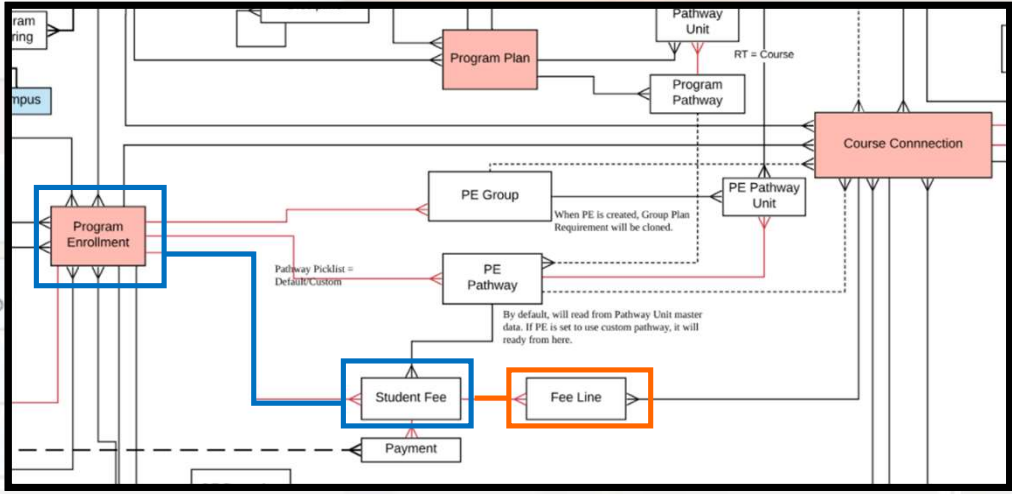 ram
ring
mpus
Program Plan
Pathway
Unit
RT = Course
Program
Pathway
Course Connnection
PE Group
PE Pathway
Unit
When PE is created, Group Plan
Requirement will be cloned.
Program
Enrollment
Pathway Picklist =
Default/Custom
PE
Pathway
By default, will read from Pathway Unit master
data. If PE is set to use custom pathway, it will
ready from here.
Student Fee
Fee Line
Payment